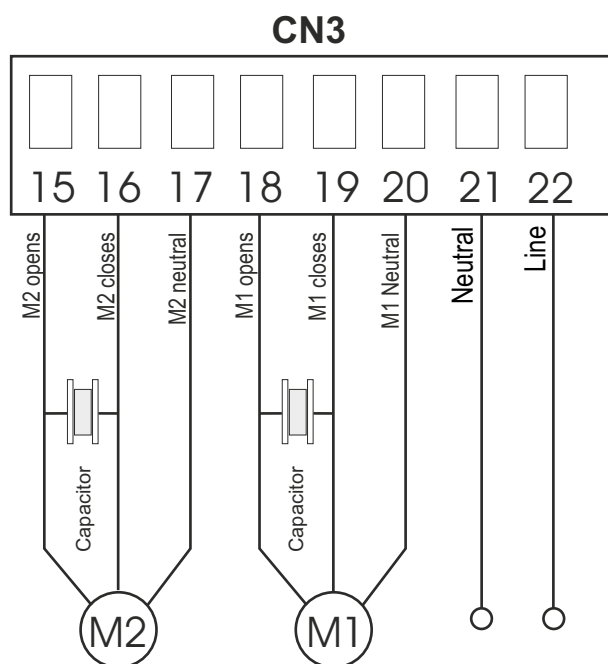 CN3
15 16 17 18 19 20 21 22
M2 opens
M2 closes
M2 neutral
M1 opens
M1 closes
M1 Neutral
Neutral
Line
Capacitor
Capacitor
M2
M1